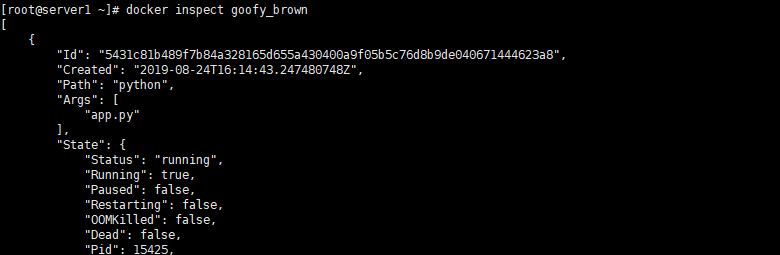 [root@server1 ~]# docker inspect goofy_brown
[
    {
        "Id": "5431c81b489f7b84a328165d655a430400a9f05b5c76d8b9de040671444623a8",
        "Created": "2019-08-24T16:14:43.247480748Z",
        "Path": "python",
        "Args": [
            "app.py"
        ],
        "State": {
            "Status": "running",
            "Running": true,
            "Paused": false,
            "Restarting": false,
            "OOMKilled": false,
            "Dead": false,
            "Pid": 15425,